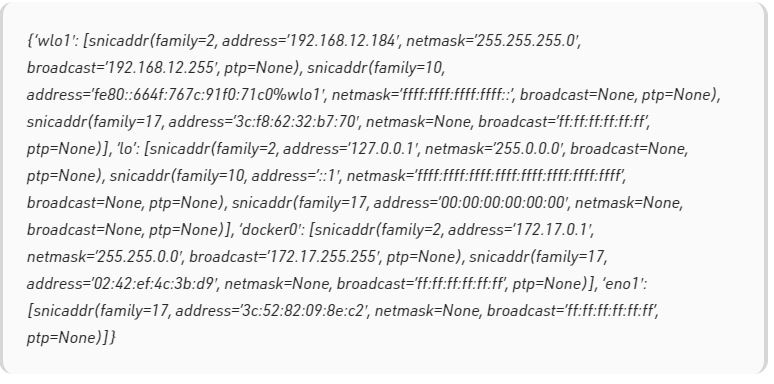 {‘wlo1′: [snicaddr(family=2, address=’192.168.12.184′, netmask=’255.255.255.0′,
broadcast=’192.168.12.255′, ptp=None), snicaddr(family=10,
address=’fe80::664f:767c:91f0:71c0%wlo1′, netmask=’ffff:ffff:ffff:ffff::’, broadcast=None, ptp=None),
snicaddr(family=17, address=’3c:f8:62:32:b7:70′, netmask=None, broadcast=’ff:ff:ff:ff:ff:ff’,
ptp=None)], ‘lo’: [snicaddr(family=2, address=’127.0.0.1′, netmask=’255.0.0.0′, broadcast=None,
ptp=None), snicaddr(family=10, address=’::1′, netmask=’ffff:ffff:ffff:ffff:ffff:ffff:ffff:ffff’,
broadcast=None, ptp=None), snicaddr(family=17, address=’00:00:00:00:00:00′, netmask=None,
broadcast=None, ptp=None)], ‘docker0′: [snicaddr(family=2, address=’172.17.0.1′,
netmask=’255.255.0.0′, broadcast=’172.17.255.255′, ptp=None), snicaddr(family=17,
address=’02:42:ef:4c:3b:d9′, netmask=None, broadcast=’ff:ff:ff:ff:ff:ff’, ptp=None)], ‘eno1′:
[snicaddr(family=17, address=’3c:52:82:09:8e:c2′, netmask=None, broadcast=’ff:ff:ff:ff:ff:ff’,
ptp=None)]}